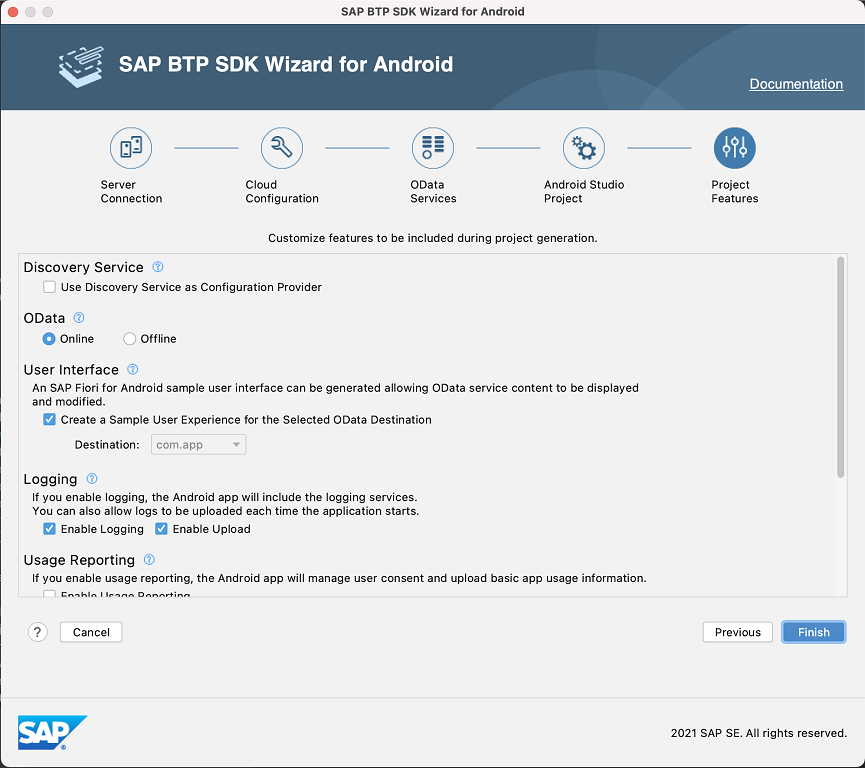 SAP BTP SDK Wizard for Android
SAP BTP SDK Wizard for Android
Documentation
Server
Connection
Cloud
Configuration
OData
Services
Android Studio
Project
Project
Features
Customize features to be included during project generation.
Discovery Service ?
Use Discovery Service as Configuration Provider
OData ?
Online Offline
User Interface ?
An SAP Fiori for Android sample user interface can be generated allowing OData service content to be displayed
and modified.
Create a Sample User Experience for the Selected OData Destination
Destination: com.app
Logging ?
If you enable logging, the Android app will include the logging services.
You can also allow logs to be uploaded each time the application starts.
Enable Logging Enable Upload
Usage Reporting ?
If you enable usage reporting, the Android app will manage user consent and upload basic app usage information.
Enable Usage Reporting
? Cancel Previous Finish
SAP ®
2021 SAP SE. All rights reserved.